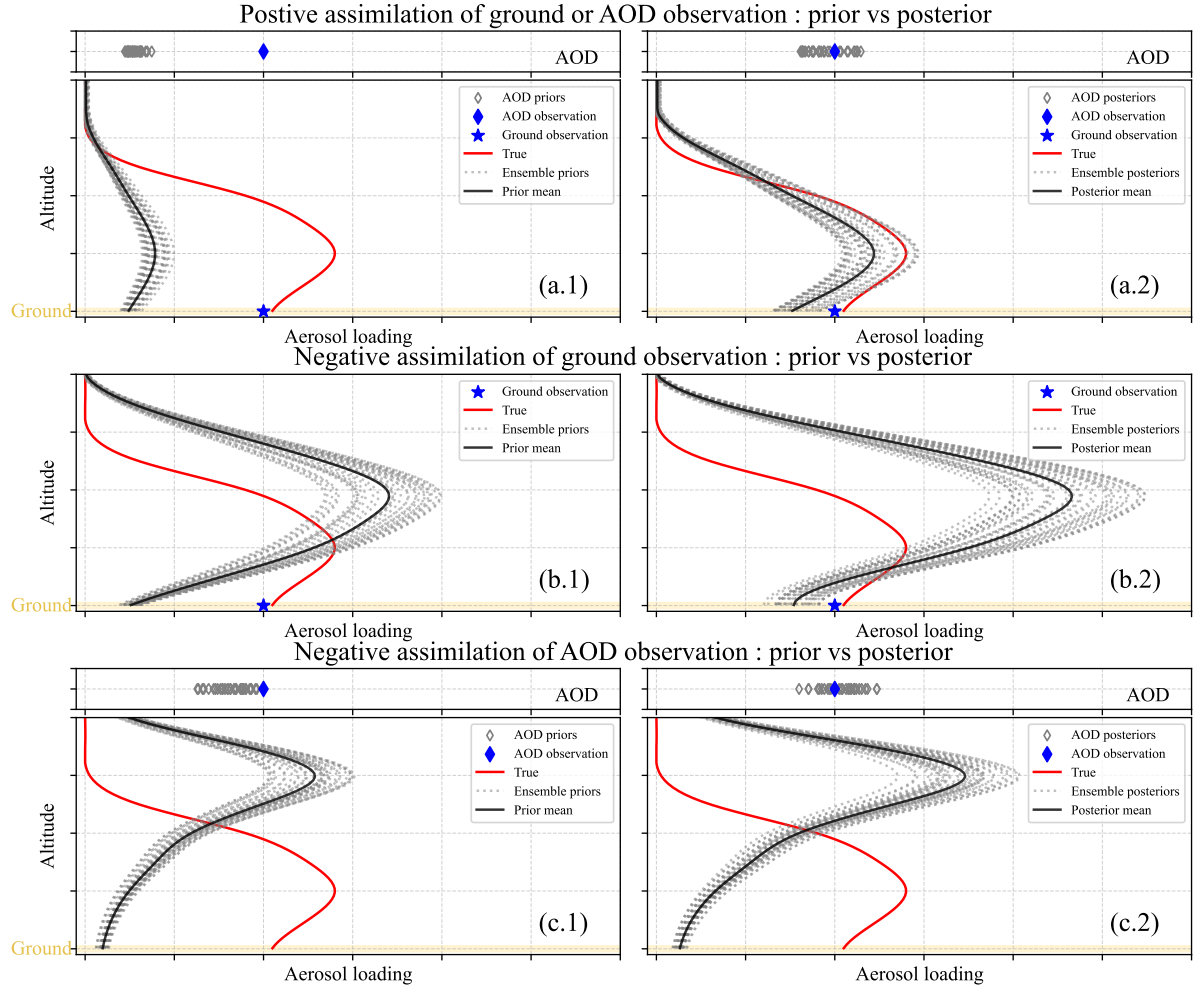 Postive assimilation of ground or AOD observation : prior vs posterior
AOD
AOD priors
AOD observation
Ground observation
True
Ensemble priors
Prior mean
Altitude
(a.1)
Ground
Aerosol loading
AOD
AOD posteriors
AOD observation
Ground observation
True
Ensemble posteriors
Posterior mean
(a.2)
Aerosol loading
Negative assimilation of ground observation : prior vs posterior
Ground observation
True
Ensemble priors
Prior mean
Altitude
(b.1)
Ground
Aerosol loading
Ground observation
True
Ensemble posteriors
Posterior mean
(b.2)
Aerosol loading
Negative assimilation of AOD observation : prior vs posterior
AOD
AOD priors
AOD observation
True
Ensemble priors
Prior mean
Altitude
(c.1)
Ground
Aerosol loading
AOD
AOD posteriors
AOD observation
True
Ensemble posteriors
Posterior mean
(c.2)
Aerosol loading